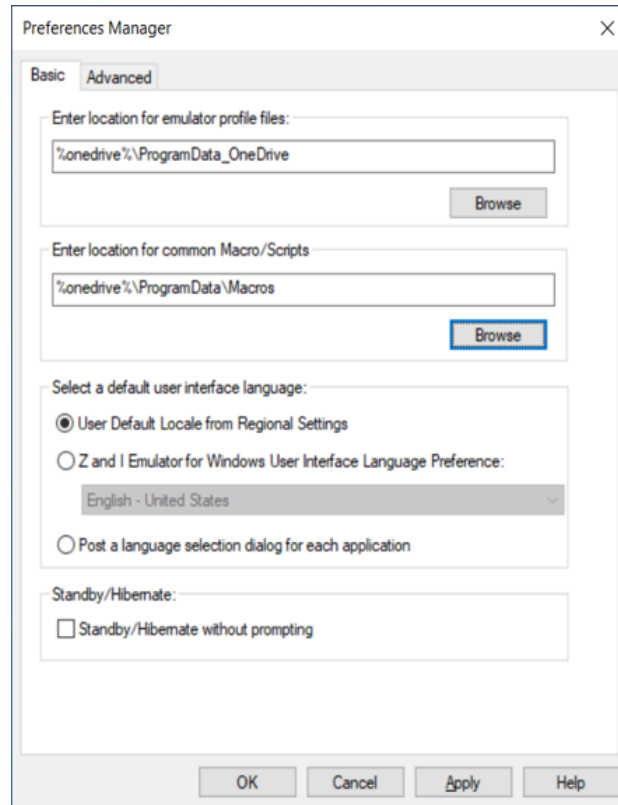 Preferences Manager
Basic
Advanced
Enter location for emulator profile files:
%onedrive%\ProgramData_OneDrive
Browse
Enter location for common Macro/Scripts
%onedrive%\ProgramData\Macros
Browse
Select a default user interface language:
User Default Locale from Regional Settings
Z and I Emulator for Windows User Interface Language Preference:
English - United States
Post a language selection dialog for each application
Standby/Hibernate:
Standby/Hibernate without prompting
OK
Cancel
Apply
Help